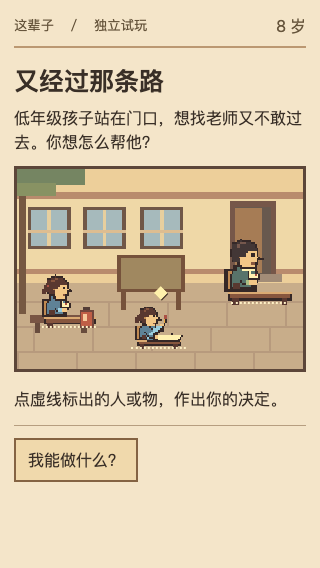 这辈子 / 独立试玩
8 岁
又经过那条路
低年级孩子站在门口，想找老师又不敢过
去。你想怎么帮他？
点虚线标出的人或物，作出你的决定。
我能做什么？